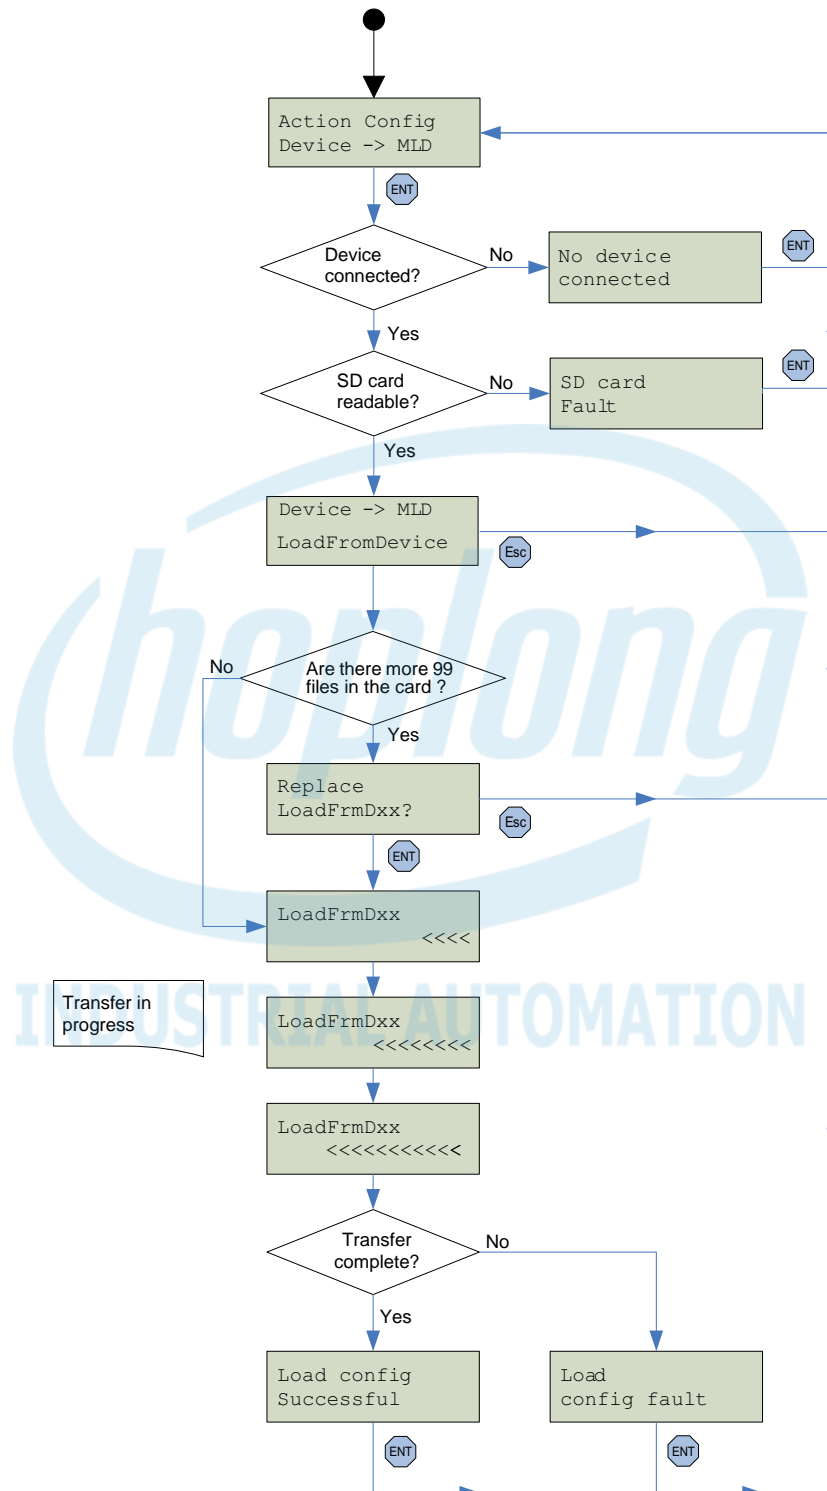 Action Config
Device -> MLD
ENT
Device
connected?
No
No device
connected
ENT
Yes
SD card
readable?
No
SD card
Fault
ENT
Yes
Device -> MLD
LoadFromDevice
Esc
hoplong
No
Are there more 99
files in the card ?
Yes
Replace
LoadFrmDxx?
Esc
ENT
LoadFrmDxx
<<<<
INDUSTRIAL AUTOMATION
Transfer in
progress
LoadFrmDxx
<<<<<<<<
LoadFrmDxx
<<<<<<<<<<<
Transfer
complete?
No
Yes
Load config
Successful
Load
config fault
ENT
ENT